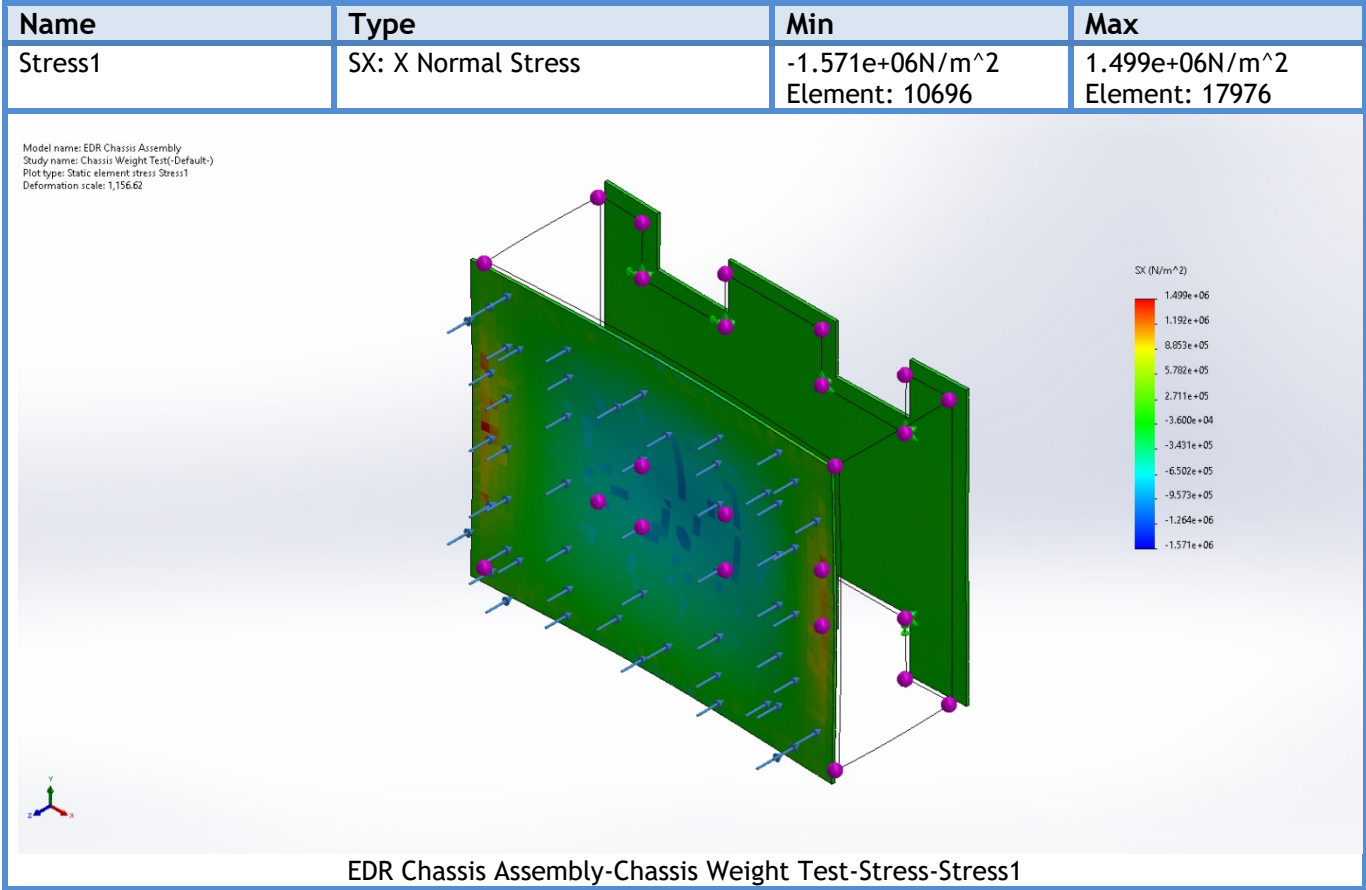 Name Type Min Max
Stress1 SX: X Normal Stress -1.571e+06N/m^2 1.499e+06N/m^2
Element: 10696 Element: 17976
Model name: EDR Chassis Assembly
Study name: Chassis Weight Test(-Default-)
Plot type: Static element stress Stress1
Deformation scale: 1,156.62
SX (N/m^2)
1.499e+06
1.192e+06
8.853e+05
5.782e+05
2.711e+05
-3.600e+04
-3.431e+05
-6.502e+05
-9.573e+05
-1.264e+06
-1.571e+06
Y
Z X
EDR Chassis Assembly-Chassis Weight Test-Stress-Stress1